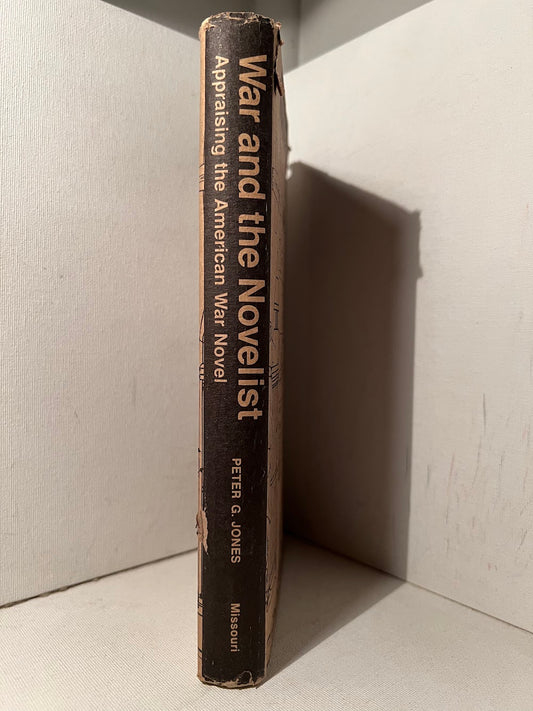 War and the Novelist
Appraising the American War Novel
PETER G. JONES
Missouri